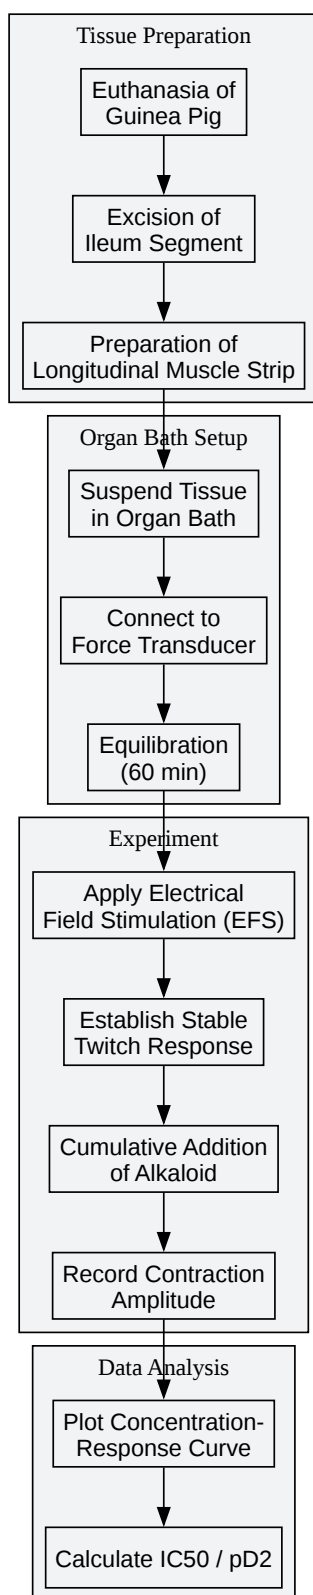 Tissue Preparation
Euthanasia of
Guinea Pig
Excision of
Ileum Segment
Preparation of
Longitudinal Muscle Strip
Organ Bath Setup
Suspend Tissue
in Organ Bath
Connect to
Force Transducer
Equilibration
(60 min)
Experiment
Apply Electrical
Field Stimulation (EFS)
Establish Stable
Twitch Response
Cumulative Addition
of Alkaloid
Record Contraction
Amplitude
Data Analysis
Plot Concentration-
Response Curve
Calculate IC50 / pD2